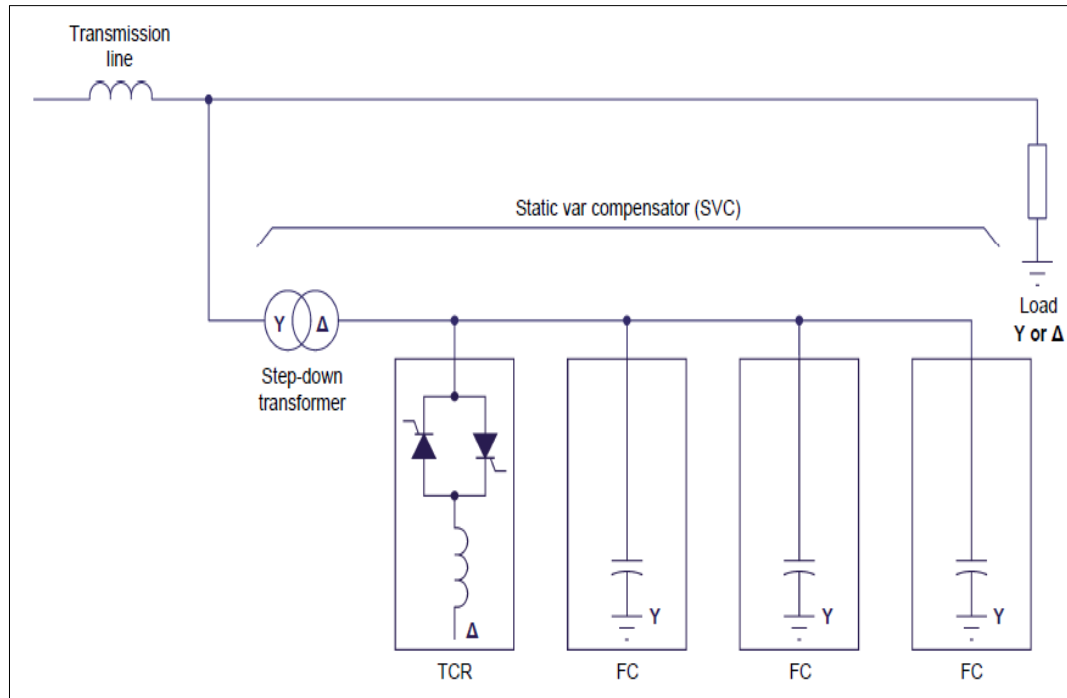 Transmission
line
Static var compensator (SVC)
Load
Y or Δ
Y Δ
Step-down
transformer
Δ
Y
Y
Y
TCR
FC
FC
FC